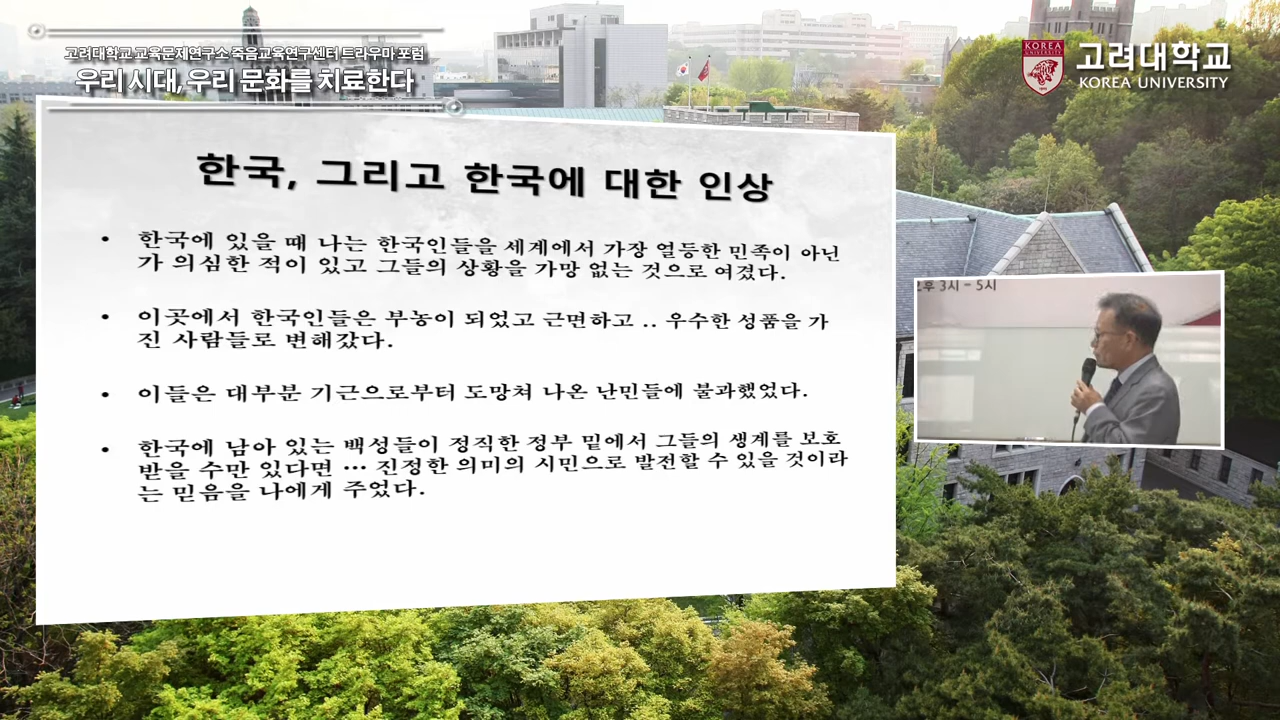 고려대학교 교육문제연구소 죽음교육연구센터 트라우마 포럼
우리 시대, 우리 문화를 치료한다
KOREA
UNIVERSITY
고려대학교
KOREA UNIVERSITY
한국, 그리고 한국에 대한 인상
• 한국에 있을 때 나는 한국인들을 세계에서 가장 열등한 민족이 아닌
가 의심한 적이 있고 그들의 상황을 가망 없는 것으로 여겼다.
• 이곳에서 한국인들은 부농이 되었고 근면하고 .. 우수한 성품을 가
진 사람들로 변해갔다.
• 이들은 대부분 기근으로부터 도망쳐 나온 난민들에 불과했었다.
• 한국에 남아 있는 백성들이 정직한 정부 밑에서 그들의 생계를 보호
받을 수만 있다면 … 진정한 의미의 시민으로 발전할 수 있을 것이라
는 믿음을 나에게 주었다.
오후 3시 - 5시